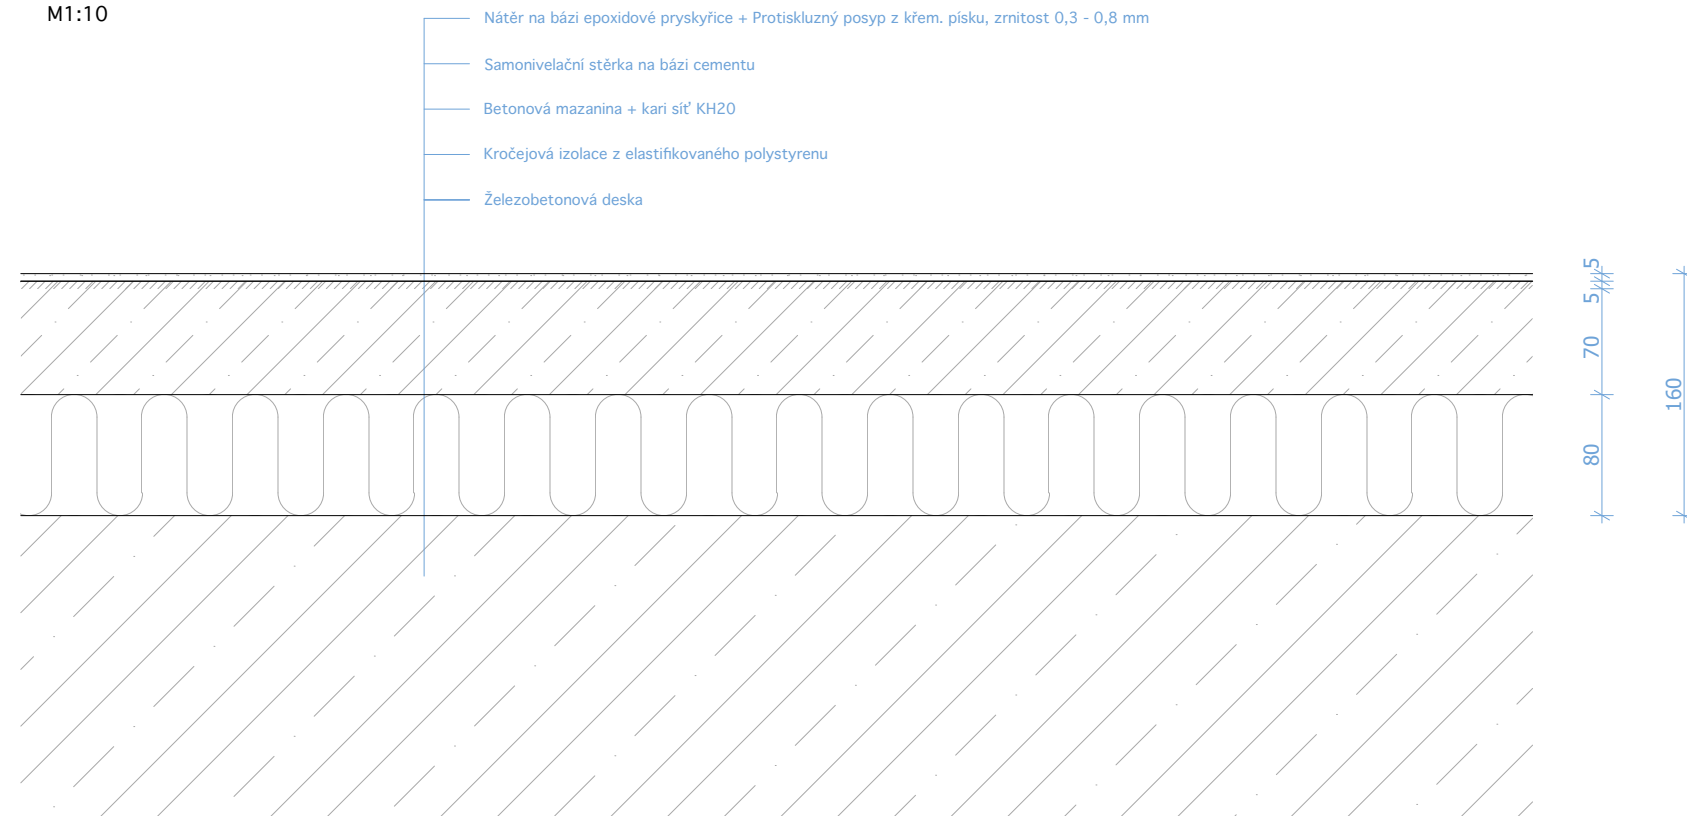 M1:10
Nátěr na bázi epoxidové pryskyřice + Protiskluzný posyp z křem. písku, zrnitost 0,3 - 0,8 mm
Samonivelační stěrka na bázi cementu
Betonová mazanina + kari síť KH20
Kročejová izolace z elastifikovaného polystyrenu
Železobetonová deska
5
5
70
80
160